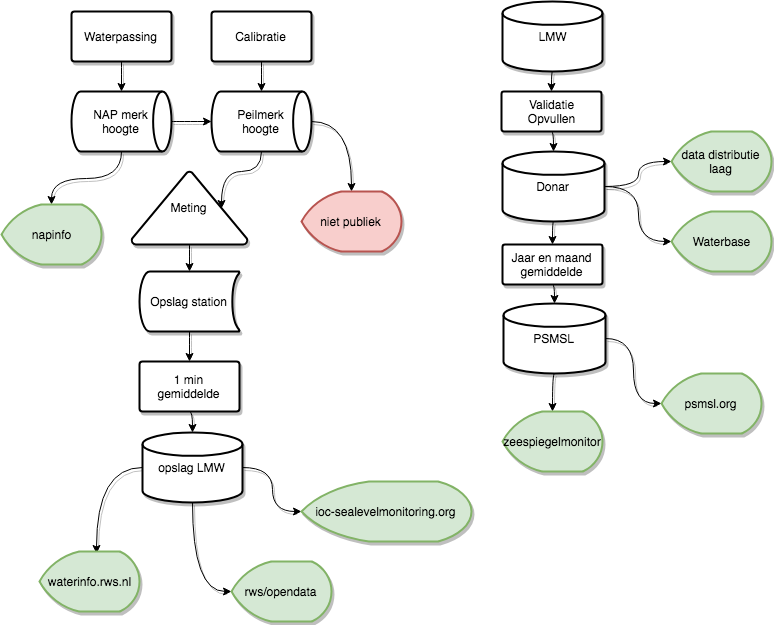 Waterpassing
Calibratie
NAP merk
hoogte
Peilmerk
hoogte
Meting
napinfo
niet publiek
Opslag station
1 min
gemiddelde
opslag LMW
ioc-sealevelmonitoring.org
waterinfo.rws.nl
rws/opendata
LMW
Validatie
Opvullen
Donar
data distributie
laag
Waterbase
Jaar en maand
gemiddelde
PSMSL
psmsl.org
zeespiegelmonitor